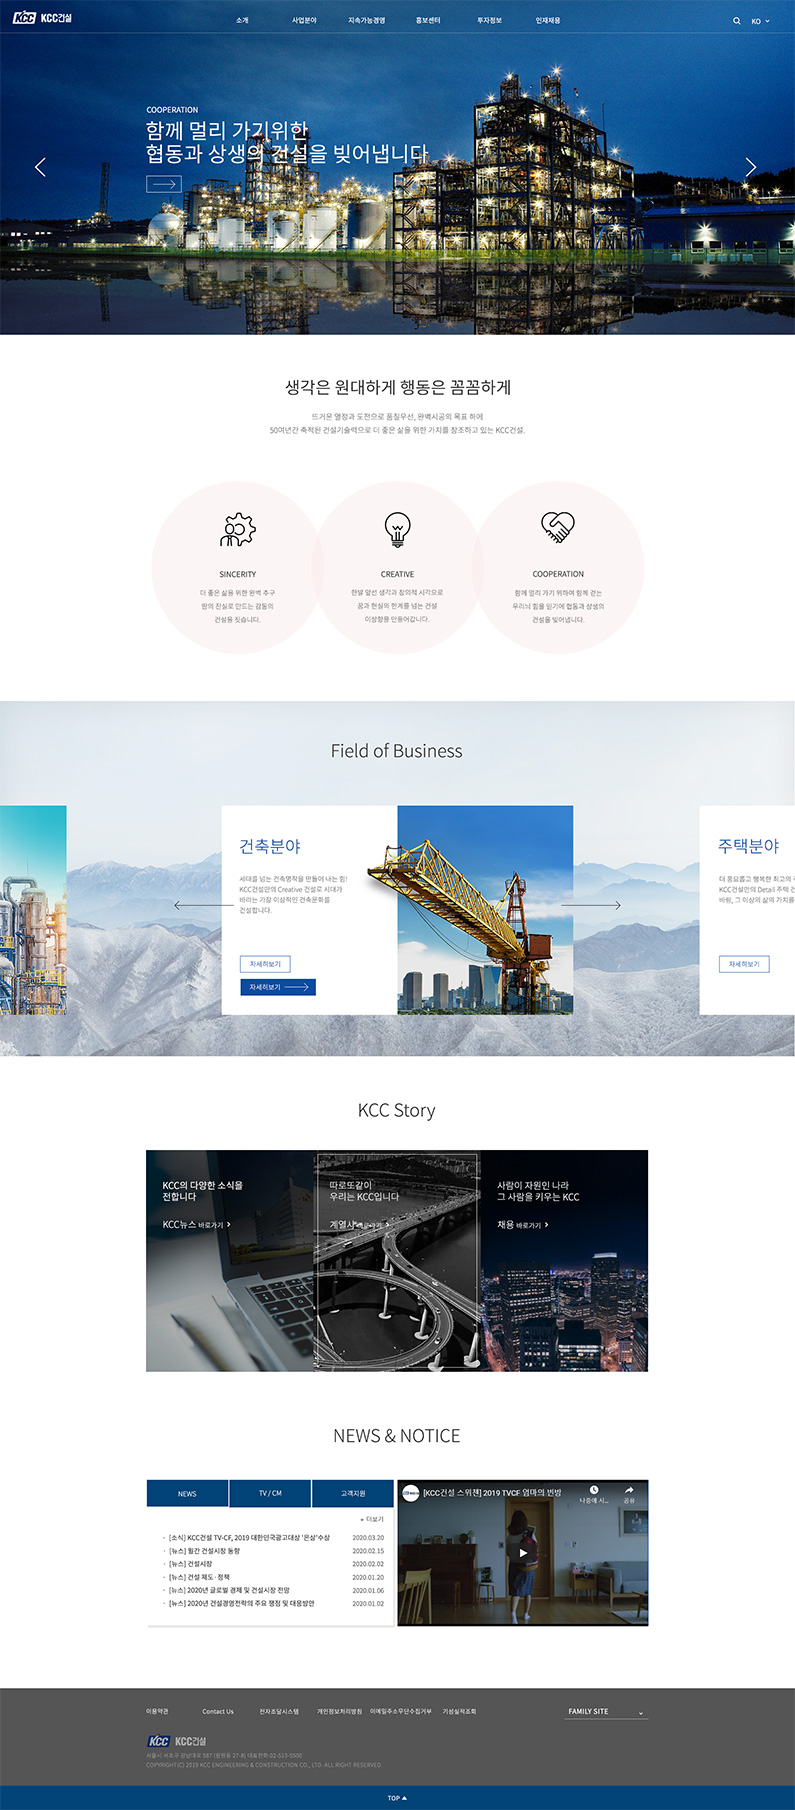 KCC KCC건설
소개 사업분야 지속가능경영 홍보센터 투자정보 인재채용 KO
COOPERATION
함께 멀리 가기위한
협동과 상생의 건설을 빚어냅니다
생각은 원대하게 행동은 꼼꼼하게
뜨거운 열정과 도전으로 품질우선, 완벽시공의 목표 하에
50여년간 축적된 건설기술력으로 더 좋은 삶을 위한 가치를 창조하고 있는 KCC건설.
SINCERITY
더 좋은 삶을 위한 완벽 추구
땀의 진실로 만드는 감동의
건설을 짓습니다.
CREATIVE
한발 앞선 생각과 창의적 시각으로
꿈과 현실의 한계를 넘는 건설
이상향을 만들어갑니다.
COOPERATION
함께 멀리 가기 위하여 함께 걷는
우리의 힘을 믿기에 협동과 상생의
건설을 빚어냅니다.
Field of Business
건축분야
세대를 넘는 건축명작을 만들어 나는 힘!
KCC건설만의 Creative 건설로 시대가
바라는 가장 이상적인 건축문화를
건설합니다.
자세히보기
자세히보기
주택분야
더 풍요롭고 행복한 최고의
KCC건설만의 Detail 주택 건
바람, 그 이상의 삶의 가치를
자세히보기
KCC Story
KCC의 다양한 소식을
전합니다
KCC뉴스 바로가기
따로또같이
우리는 KCC입니다
계열사 바로가기
사람이 자원인 나라
그 사람을 키우는 KCC
채용 바로가기
NEWS & NOTICE
NEWS TV / CM 고객지원
+ 더보기
· [소식] KCC건설 TV-CF, 2019 대한민국광고대상 '은상'수상 2020.03.20
· [뉴스] 월간 건설시장 동향 2020.02.15
· [뉴스] 건설시장 2020.02.02
· [뉴스] 건설 제도·정책 2020.01.20
· [뉴스] 2020년 글로벌 경제 및 건설시장 전망 2020.01.06
· [뉴스] 2020년 건설경영전략의 주요 쟁점 및 대응방안 2020.01.02
[KCC건설 스위첸] 2019 TVCF 엄마의 빈방
나중에 시... 공유
이용약관 Contact Us 전자조달시스템 개인정보처리방침 이메일주소무단수집거부 기성실적조회
FAMILY SITE
KCC KCC건설
서울시 서초구 강남대로 587 (잠원동 27-8) 대표전화:02-513-5500
COPYRIGHT(C) 2019 KCC ENGINEERING & CONSTRUCTION CO., LTD. ALL RIGHT RESERVED.
TOP